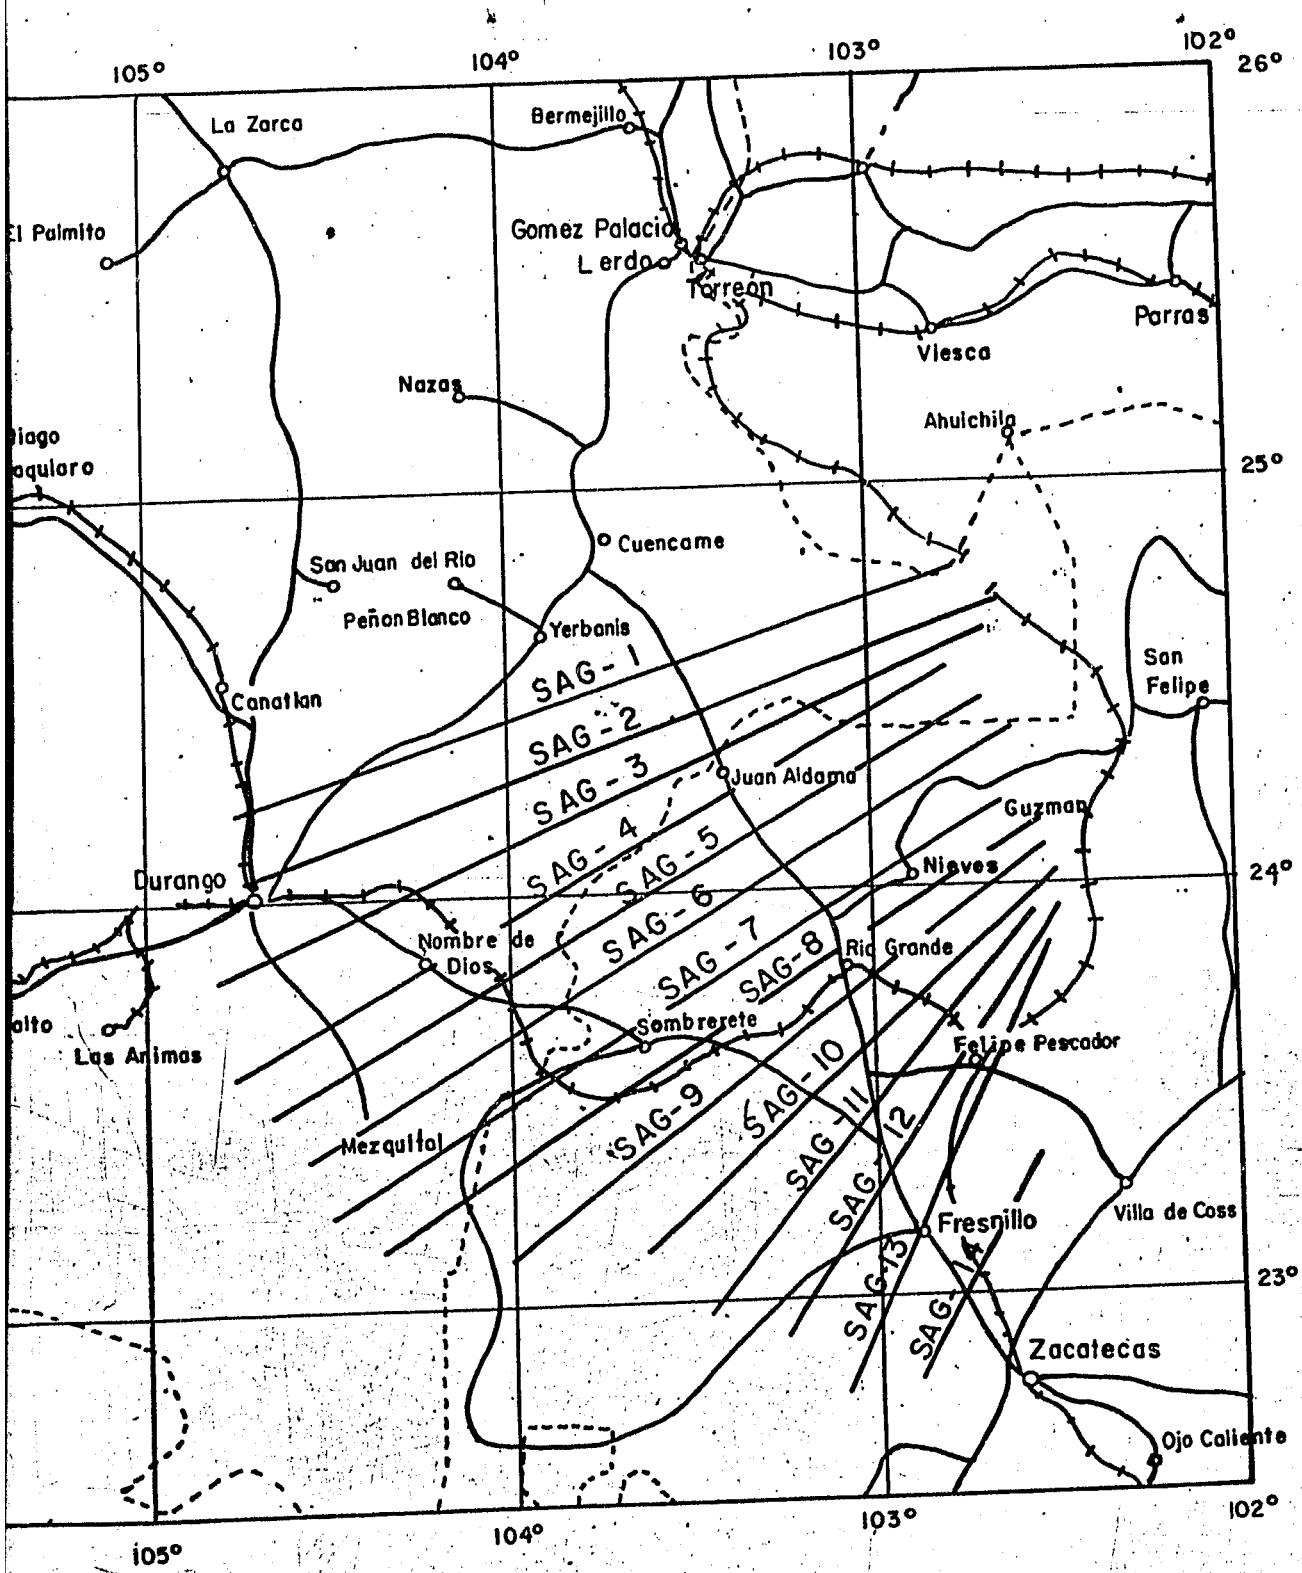 105°
104°
103°
102°
26°
La Zarca
Bermejillo
El Palmito
Gomez Palacio
Lerdo
Torreón
Parras
Viesca
Nazas
Ahuichila
25°
Cuencame
San Juan del Rio
Peñon Blanco
Yerbanis
San
Felipe
Canatlan
SAG-1
SAG-2
SAG-3
Juan Aldama
Guzman
SAG-4
SAG-5
SAG-6
Nieves
24°
Durango
Nombre de
Dios
SAG-7
SAG-8
Rio Grande
Sombrerete
Felipe Pescador
Las Animas
SAG-9
SAG-10
SAG-11
SAG-12
Mezquital
Villa de Coss
Fresnillo
SAG-13
SAG-14
23°
Zacatecas
Ojo Caliente
105°
104°
103°
102°